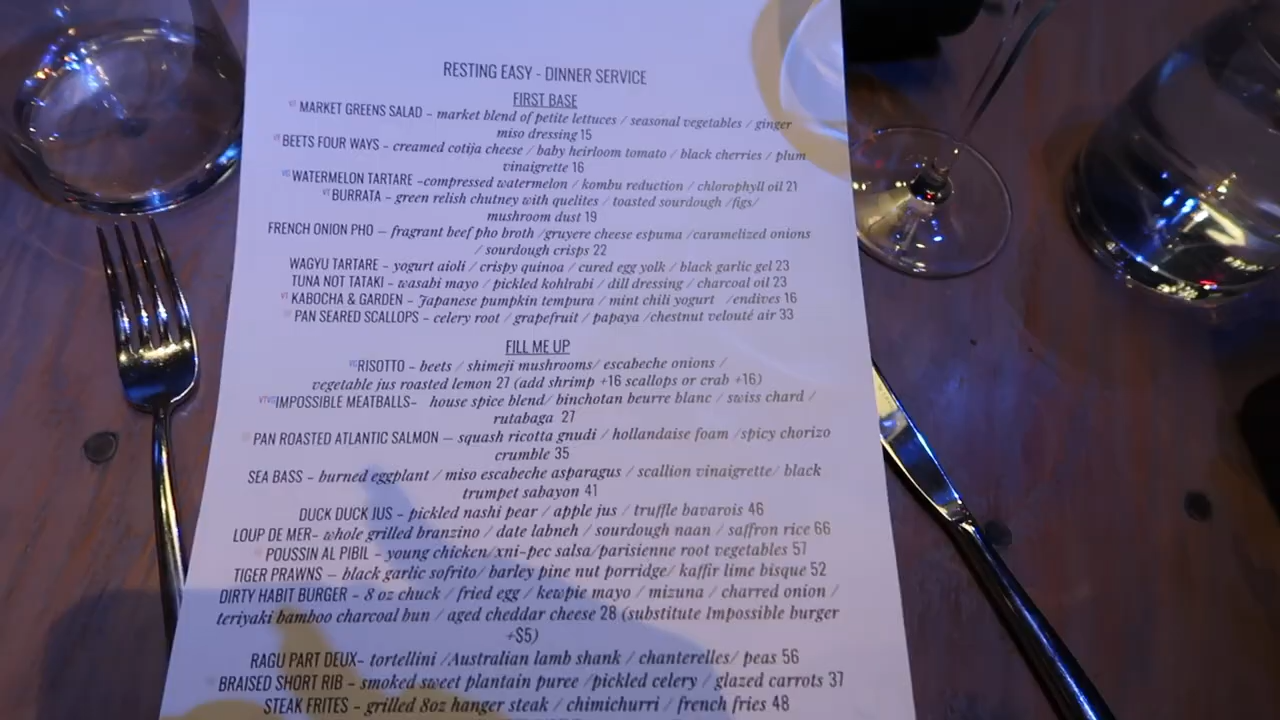 RESTING EASY - DINNER SERVICE
FIRST BASE
VT MARKET GREENS SALAD – market blend of petite lettuces / seasonal vegetables / ginger
miso dressing 15
BEETS FOUR WAYS – creamed cotija cheese / baby heirloom tomato / black cherries / plum
vinaigrette 16
VG WATERMELON TARTARE –compressed watermelon / kombu reduction / chlorophyll oil 21
VT BURRATA – green relish chutney with quelites / toasted sourdough /figs/
mushroom dust 19
FRENCH ONION PHO – fragrant beef pho broth /gruyere cheese espuma /caramelized onions
/ sourdough crisps 22
WAGYU TARTARE – yogurt aioli / crispy quinoa / cured egg yolk / black garlic gel 23
TUNA NOT TATAKI – wasabi mayo / pickled kohlrabi / dill dressing / charcoal oil 23
VT KABOCHA & GARDEN – Japanese pumpkin tempura / mint chili yogurt /endives 16
PAN SEARED SCALLOPS – celery root / grapefruit / papaya /chestnut velouté air 33
FILL ME UP
VG RISOTTO – beets / shimeji mushrooms/ escabeche onions /
vegetable jus roasted lemon 27 (add shrimp +16 scallops or crab +16)
VTVG IMPOSSIBLE MEATBALLS– house spice blend/ binchotan beurre blanc / swiss chard /
rutabaga 27
PAN ROASTED ATLANTIC SALMON – squash ricotta gnudi / hollandaise foam /spicy chorizo
crumble 35
SEA BASS – burned eggplant / miso escabeche asparagus / scallion vinaigrette/ black
trumpet sabayon 41
DUCK DUCK JUS – pickled nashi pear / apple jus / truffle bavarois 46
LOUP DE MER– whole grilled branzino / date labneh / sourdough naan / saffron rice 66
POUSSIN AL PIBIL – young chicken/xni-pec salsa/parisienne root vegetables 57
TIGER PRAWNS – black garlic sofrito/ barley pine nut porridge/ kaffir lime bisque 52
DIRTY HABIT BURGER – 8 oz chuck / fried egg / kewpie mayo / mizuna / charred onion /
teriyaki bamboo charcoal bun / aged cheddar cheese 28 (substitute Impossible burger
+$5)
RAGU PART DEUX– tortellini /Australian lamb shank / chanterelles/ peas 56
BRAISED SHORT RIB – smoked sweet plantain puree /pickled celery / glazed carrots 37
STEAK FRITES – grilled 8oz hanger steak / chimichurri / french fries 48